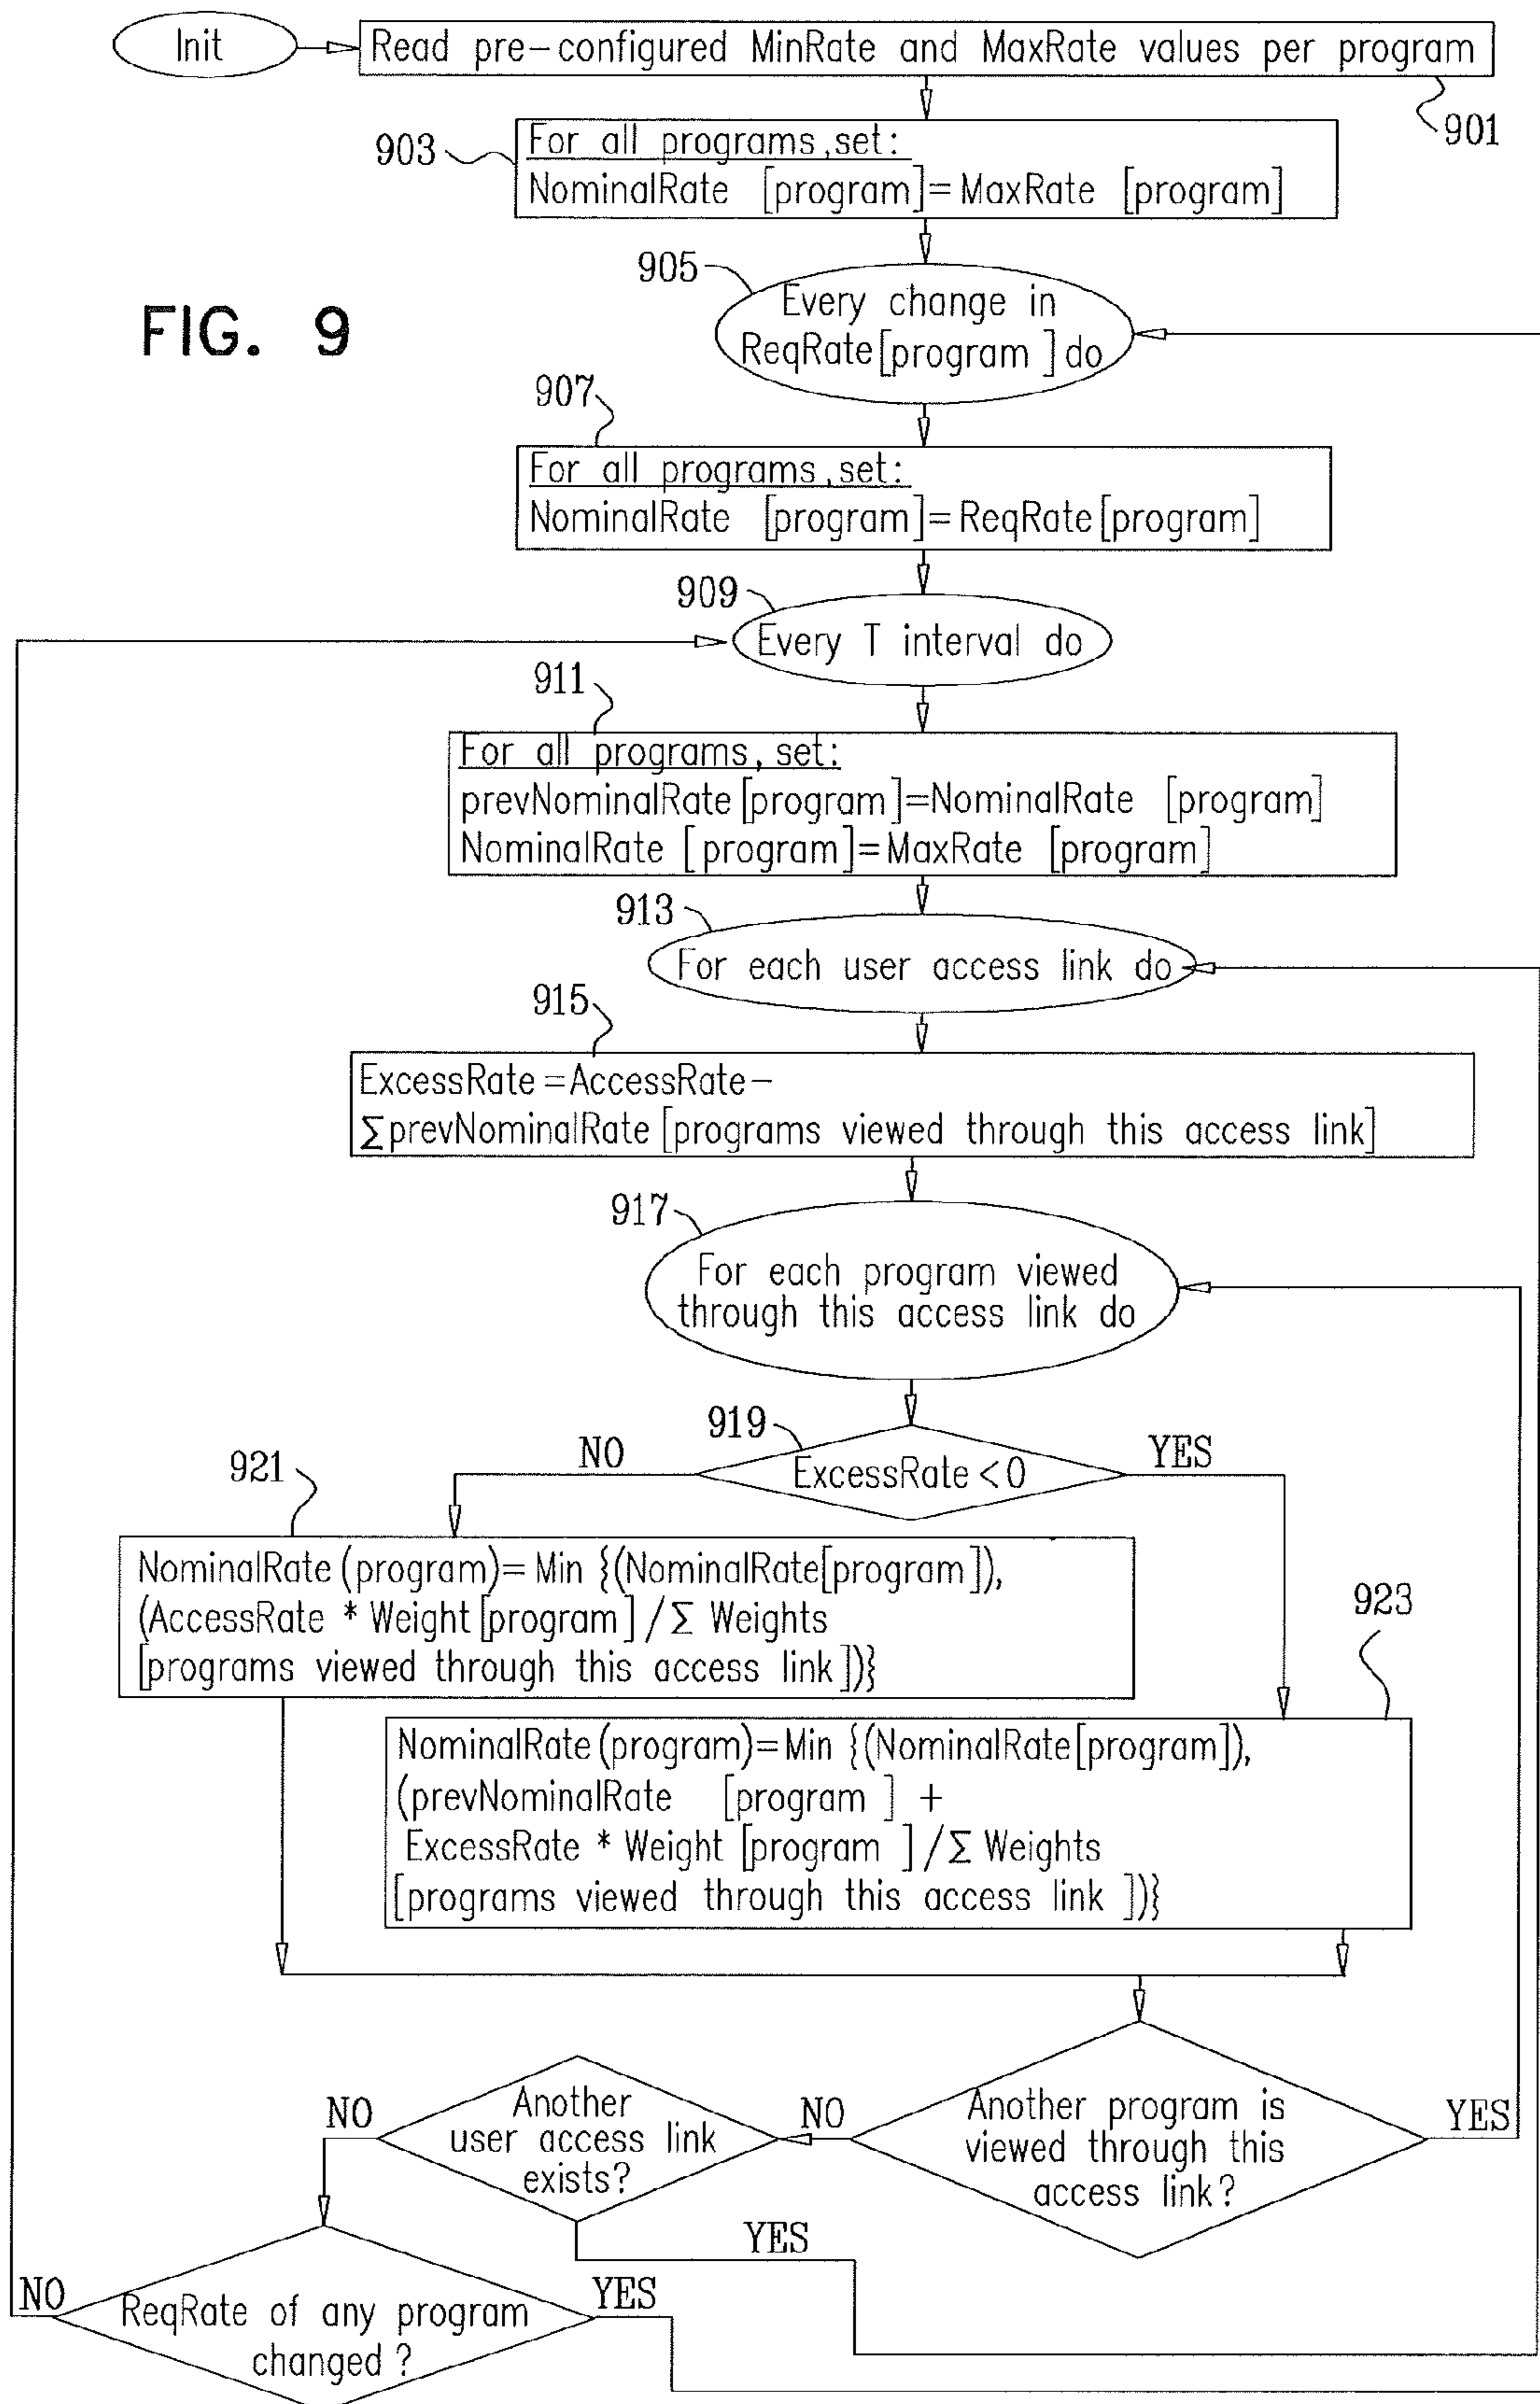 Init
Read pre-configured MinRate and MaxRate values per program
901
903
For all programs,set:
NominalRate [program]=MaxRate [program]
905
Every change in
ReqRate[program ] do
FIG. 9
907
For all programs,set:
NominalRate [program]=ReqRate[program]
909
Every T interval do
911
For all programs, set:
prevNominalRate[program]=NominalRate [program]
NominalRate [program]=MaxRate [program]
913
For each user access link do
915
ExcessRate=AccessRate-
∑prevNominalRate[programs viewed through this access link]
917
For each program viewed
through this access link do
919
NO
ExcessRate<0
YES
921
NominalRate(program)= Min {(NominalRate[program]),
(AccessRate * Weight[program]/∑ Weights
[programs viewed through this access link])}
923
NominalRate(program)=Min {(NominalRate[program]),
(prevNominalRate [program ] +
ExcessRate * Weight [program ]/∑ Weights
[programs viewed through this access link ])}
NO
Another
user access link
exists?
NO
Another program is
viewed through this
access link?
YES
YES
NO
ReqRate of any program
changed ?
YES